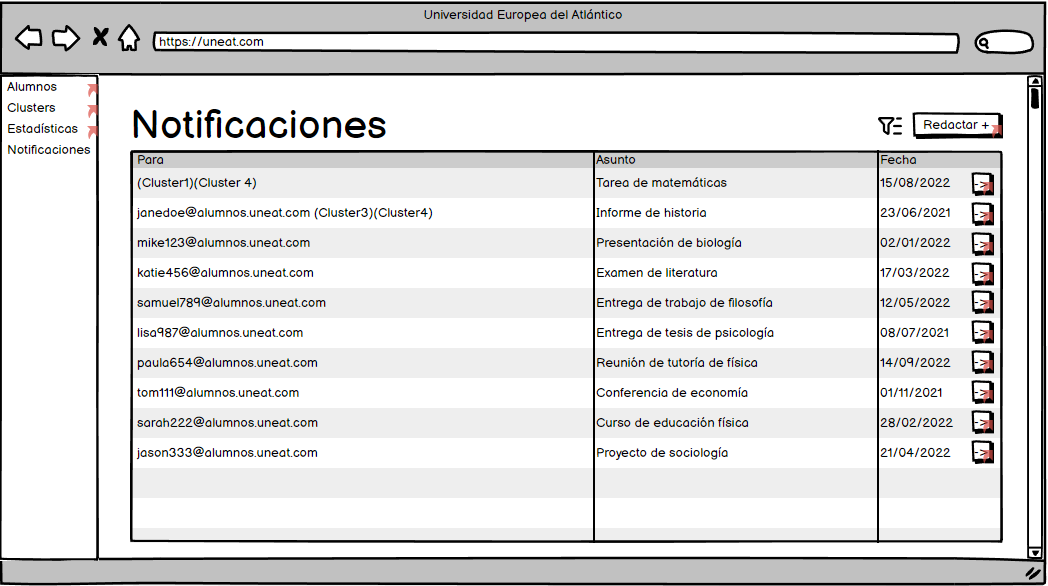 Universidad Europea del Atlántico
https://uneat.com
Alumnos
Clusters
Estadísticas
Notificaciones
Notificaciones
Redactar +
Para Asunto Fecha
(Cluster1)(Cluster 4) Tarea de matemáticas 15/08/2022 ->
janedoe@alumnos.uneat.com (Cluster3)(Cluster4) Informe de historia 23/06/2021 ->
mike123@alumnos.uneat.com Presentación de biología 02/01/2022 ->
katie456@alumnos.uneat.com Examen de literatura 17/03/2022 ->
samuel789@alumnos.uneat.com Entrega de trabajo de filosofía 12/05/2022 ->
lisa987@alumnos.uneat.com Entrega de tesis de psicología 08/07/2021 ->
paula654@alumnos.uneat.com Reunión de tutoría de física 14/09/2022 ->
tom111@alumnos.uneat.com Conferencia de economía 01/11/2021 ->
sarah222@alumnos.uneat.com Curso de educación física 28/02/2022 ->
jason333@alumnos.uneat.com Proyecto de sociología 21/04/2022 ->